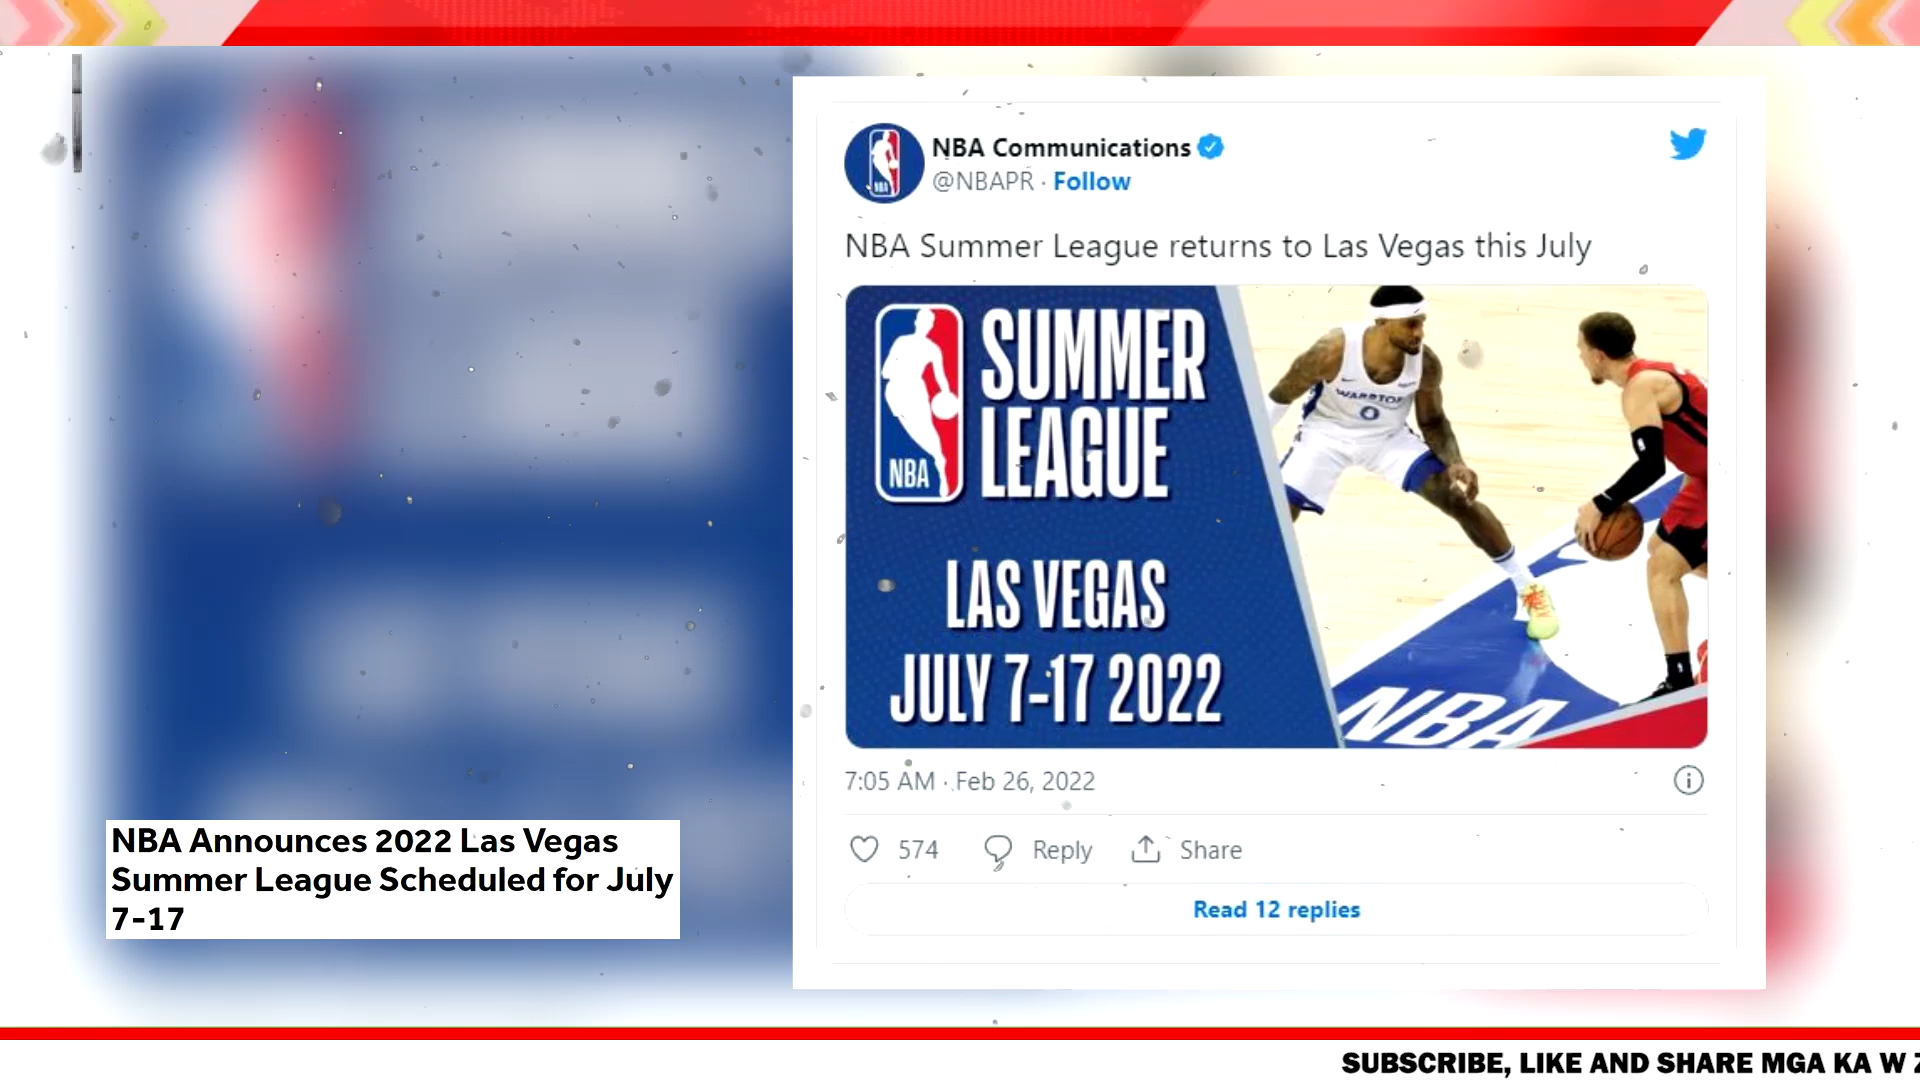 NBA Communications
@NBAPR · Follow
NBA Summer League returns to Las Vegas this July
SUMMER
LEAGUE
NBA
LAS VEGAS
JULY 7-17 2022
WARRIORS
0
NBA
7:05 AM · Feb 26, 2022
574 Reply Share
Read 12 replies
NBA Announces 2022 Las Vegas
Summer League Scheduled for July
7-17
SUBSCRIBE, LIKE AND SHARE MGA KA W